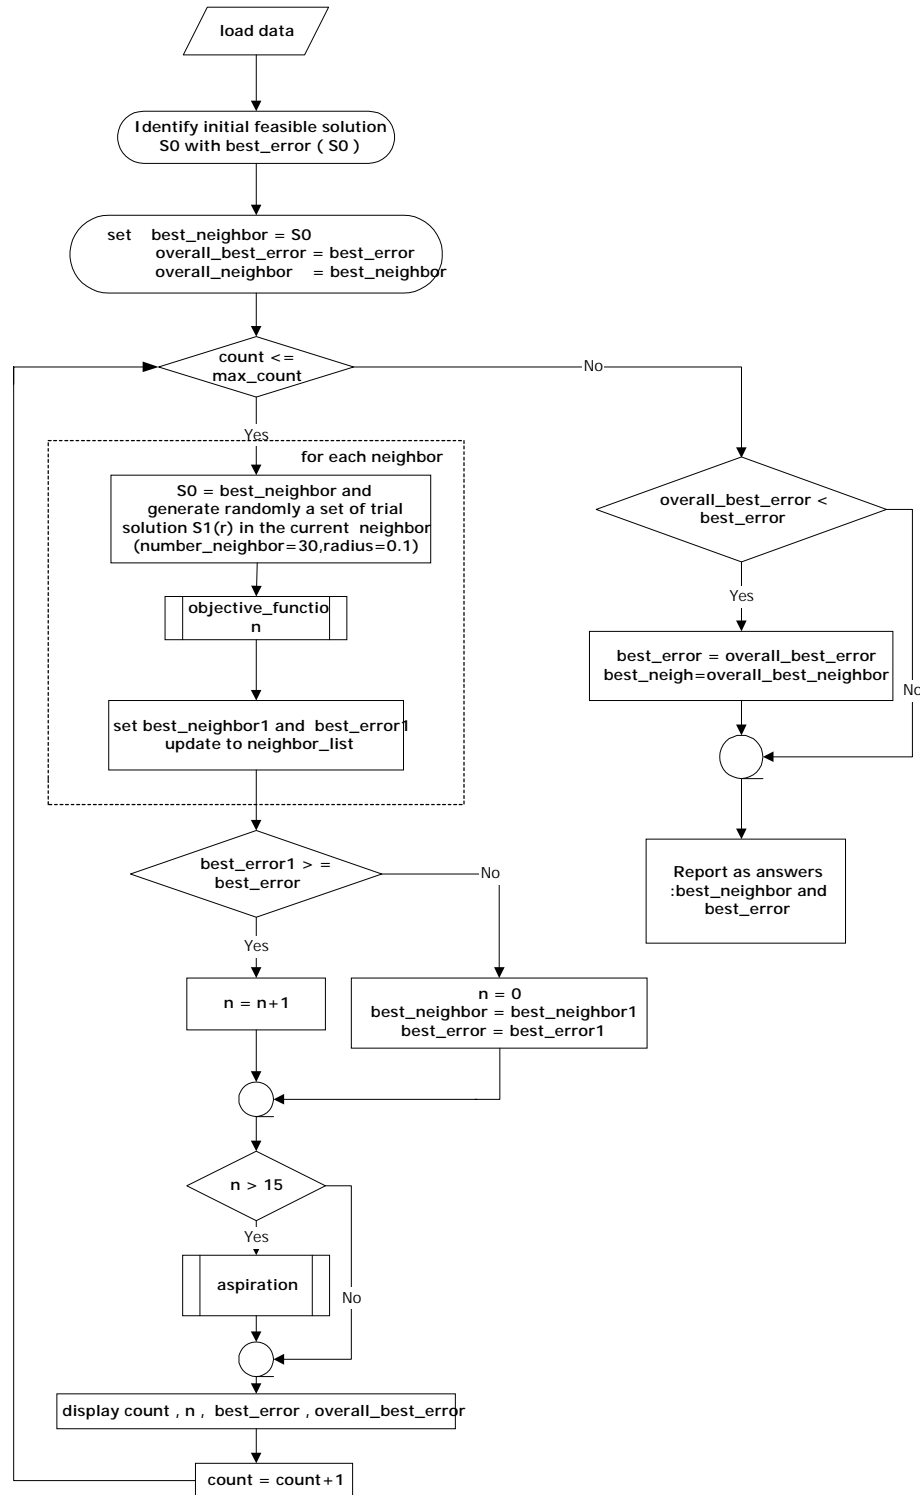 load data
Identify initial feasible solution
S0 with best_error ( S0 )
set best_neighbor = S0
overall_best_error = best_error
overall_neighbor = best_neighbor
count <=
max_count
No
Yes
for each neighbor
S0 = best_neighbor and
generate randomly a set of trial
solution S1(r) in the current neighbor
(number_neighbor=30,radius=0.1)
objective_functio
n
set best_neighbor1 and best_error1
update to neighbor_list
overall_best_error <
best_error
Yes
No
best_error = overall_best_error
best_neigh=overall_best_neighbor
Report as answers
:best_neighbor and
best_error
best_error1 > =
best_error
No
Yes
n = n+1
n = 0
best_neighbor = best_neighbor1
best_error = best_error1
n > 15
Yes
No
aspiration
display count , n , best_error , overall_best_error
count = count+1